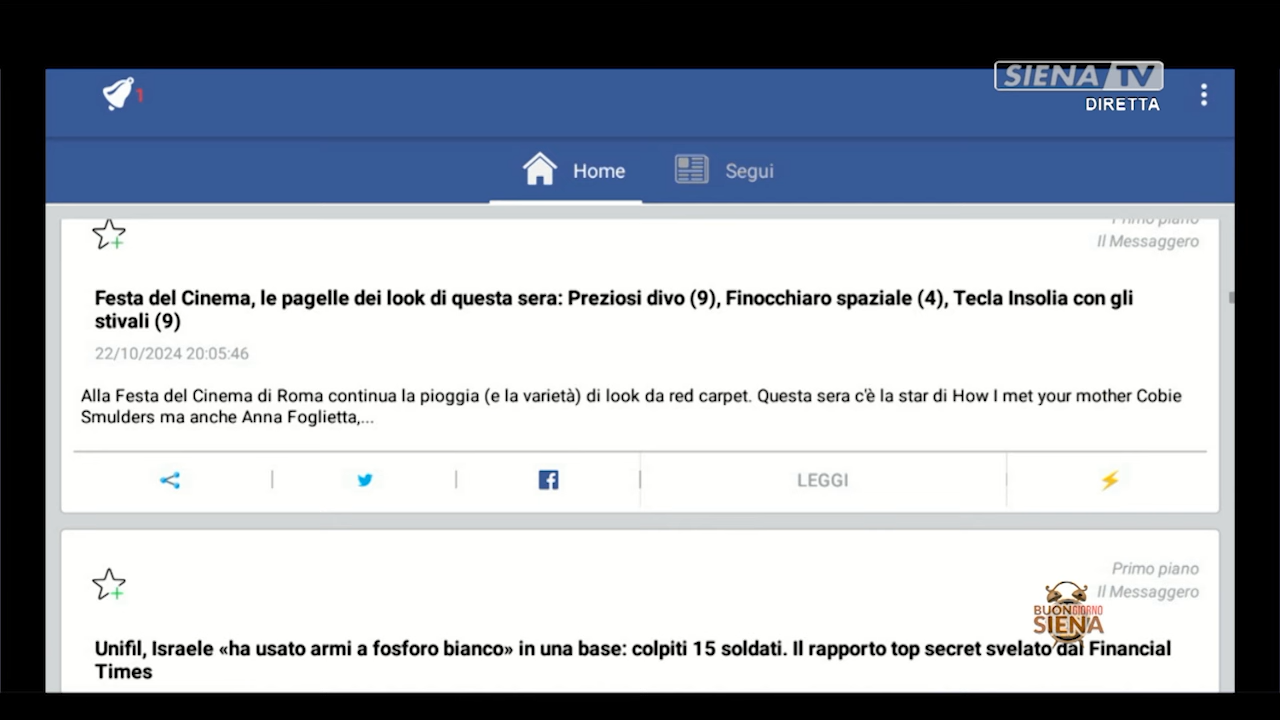 SIENA TV
DIRETTA
1
Home
Segui
Primo piano
Il Messaggero
Festa del Cinema, le pagelle dei look di questa sera: Preziosi divo (9), Finocchiaro spaziale (4), Tecla Insolia con gli
stivali (9)
22/10/2024 20:05:46
Alla Festa del Cinema di Roma continua la pioggia (e la varietà) di look da red carpet. Questa sera c'è la star di How I met your mother Cobie
Smulders ma anche Anna Foglietta,...
LEGGI
Primo piano
Il Messaggero
BUONGIORNO
SIENA
Unifil, Israele «ha usato armi a fosforo bianco» in una base: colpiti 15 soldati. Il rapporto top secret svelato dal Financial
Times